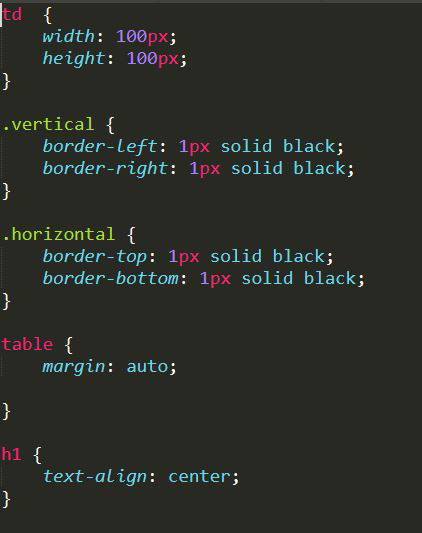 td  {
    width: 100px;
    height: 100px;
}

.vertical {
    border-left: 1px solid black;
    border-right: 1px solid black;
}

.horizontal {
    border-top: 1px solid black;
    border-bottom: 1px solid black;
}

table {
    margin: auto;

}

h1 {
    text-align: center;
}